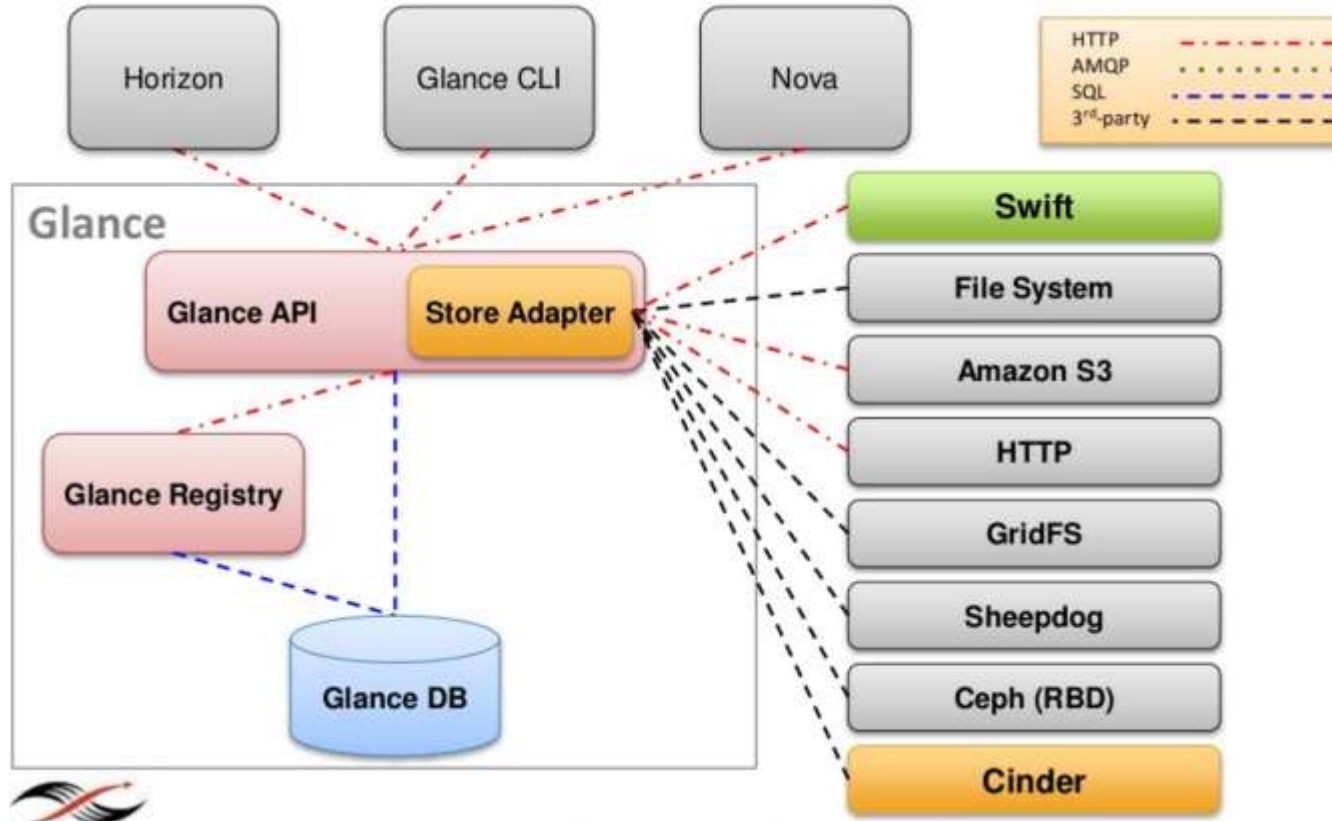 Horizon
Glance CLI
Nova
HTTP
AMQP
SQL
3rd-party
Glance
Glance API
Store Adapter
Glance Registry
Glance DB
Swift
File System
Amazon S3
HTTP
GridFS
Sheepdog
Ceph (RBD)
Cinder